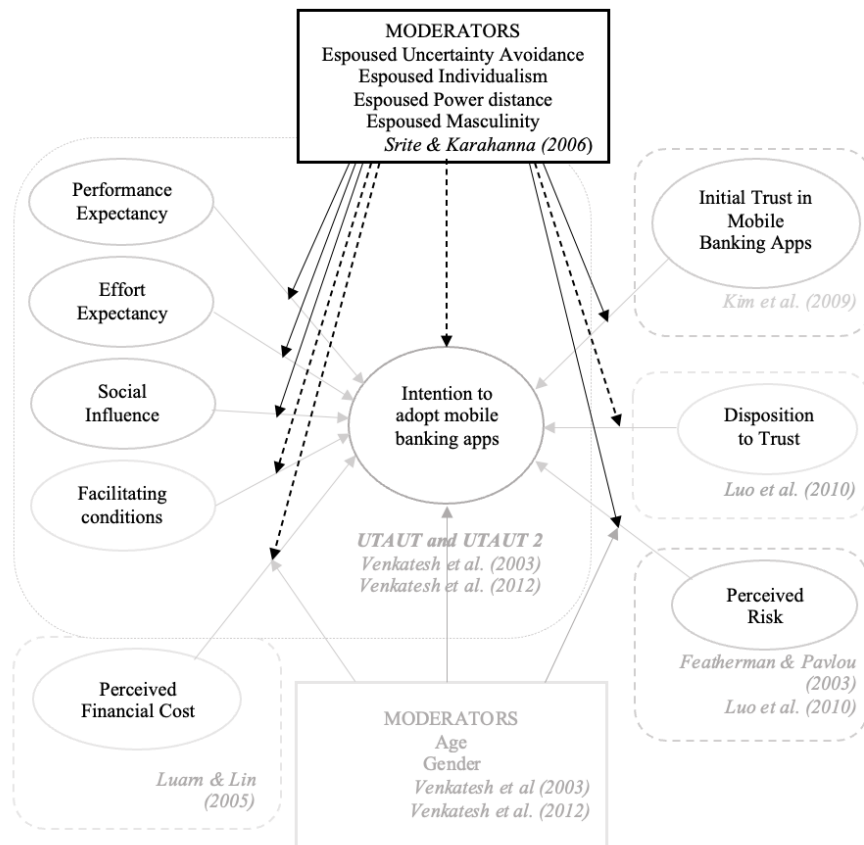 MODERATORS
Espoused Uncertainty Avoidance
Espoused Individualism
Espoused Power distance
Espoused Masculinity
Srite & Karahanna (2006)
Performance
Expectancy
Effort
Expectancy
Social
Influence
Facilitating
conditions
Intention to
adopt mobile
banking apps
UTAUT and UTAUT 2
Venkatesh et al. (2003)
Venkatesh et al. (2012)
Initial Trust in
Mobile
Banking Apps
Kim et al. (2009)
Disposition
to Trust
Luo et al. (2010)
Perceived
Risk
Featherman & Pavlou
(2003)
Luo et al. (2010)
Perceived
Financial Cost
Luarn & Lin
(2005)
MODERATORS
Age
Gender
Venkatesh et al (2003)
Venkatesh et al. (2012)